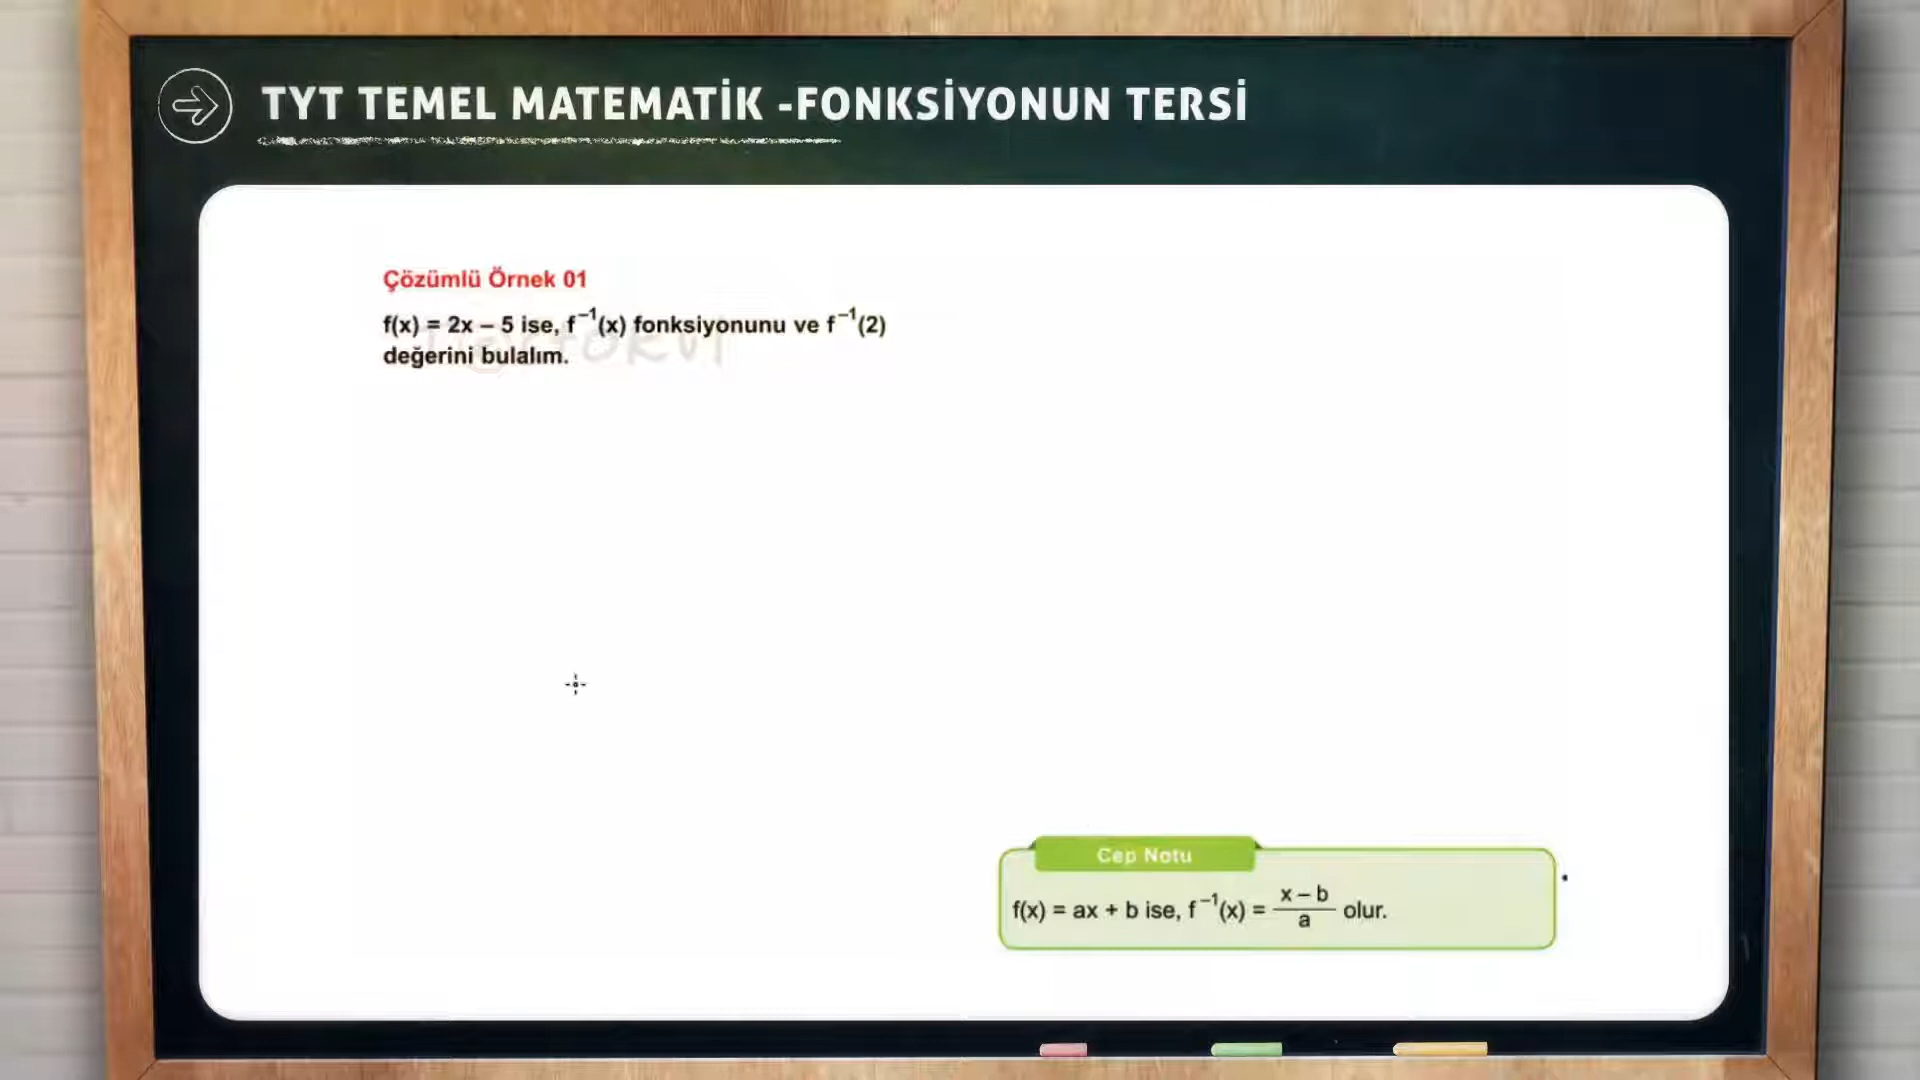 TYT TEMEL MATEMATİK -FONKSİYONUN TERSİ
Çözümlü Örnek 01
f(x) = 2x – 5 ise, f⁻¹(x) fonksiyonunu ve f⁻¹(2)
değerini bulalım.
Cep Notu
f(x) = ax + b ise, f⁻¹(x) = (x – b)/a olur.